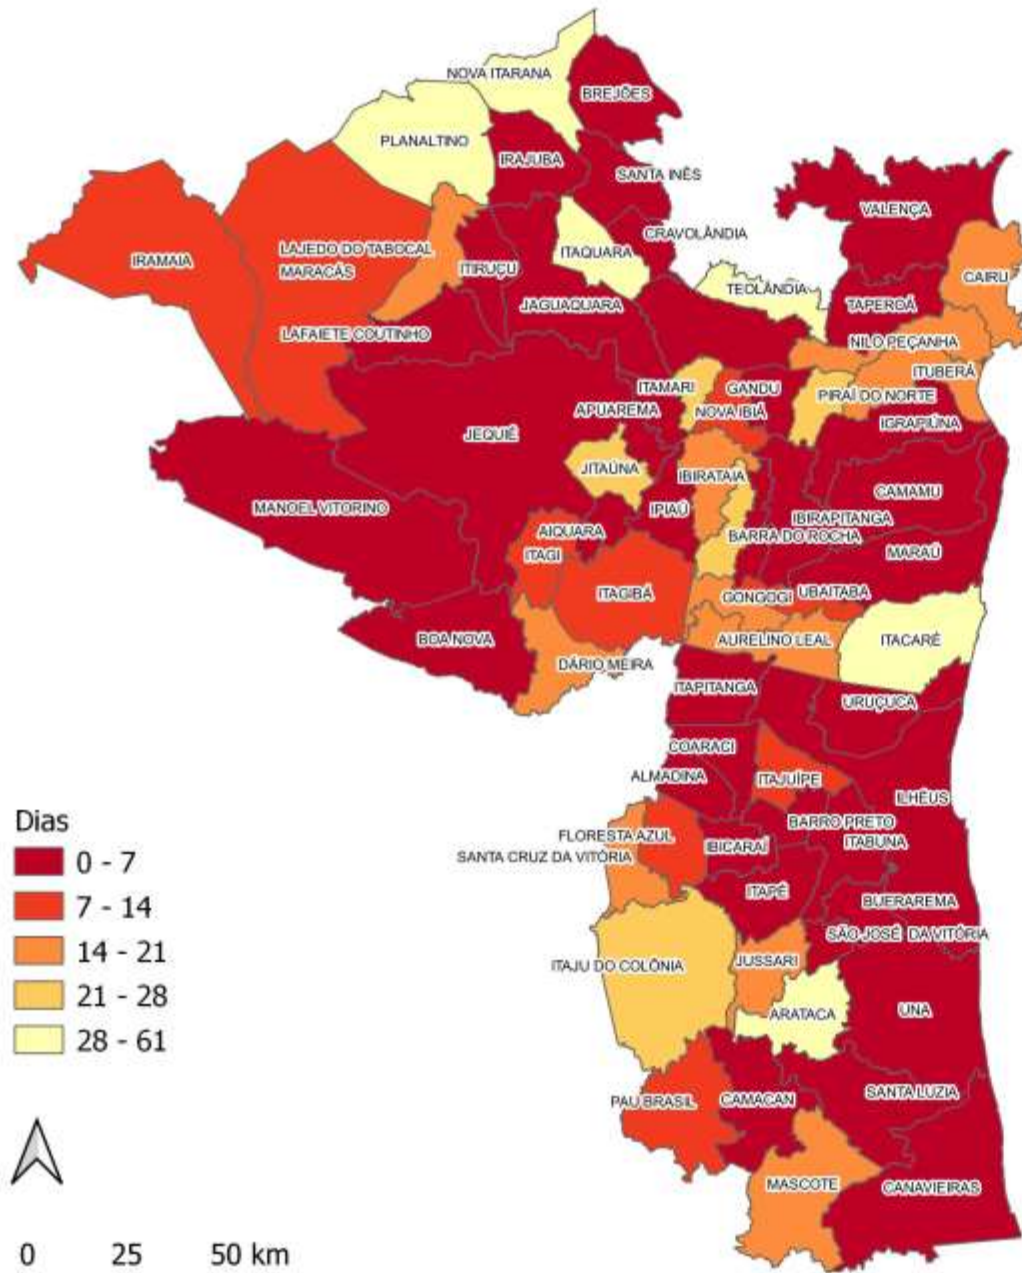 NOVA ITARANA
BREJÕES
PLANALTINO
IRAJUBA
SANTA INÊS
VALENÇA
CRAVOLÂNDIA
ITAQUARA
IRAMAIA
LAJEDO DO TABOCAL
MARACÁS
ITIRUÇU
CAIRU
TEOLÂNDIA
JAGUAQUARA
TAPEROÁ
LAFAIETE COUTINHO
NILO PEÇANHA
ITUBERÁ
ITAMARI
GANDU
PIRAÍ DO NORTE
APUAREMA
NOVA IBIÁ
IGRAPIÚNA
JEQUIÉ
JITAÚNA
IBIRATAIA
CAMAMU
MANOEL VITORINO
IPIAÚ
IBIRAPITANGA
AIQUARA
BARRA DO ROCHA
ITAGI
MARAÚ
ITAGIBÁ
GONGOGI
UBAITABA
BOA NOVA
AURELINO LEAL
ITACARÉ
DÁRIO MEIRA
ITAPITANGA
URUÇUCA
COARACI
ALMADINA
ITAJUÍPE
ILHÉUS
BARRO PRETO
FLORESTA AZUL
IBICARAÍ
ITABUNA
SANTA CRUZ DA VITÓRIA
ITAPÉ
BUERAREMA
SÃO JOSÉ DA VITÓRIA
ITAJU DO COLÔNIA
JUSSARI
ARATACA
UNA
PAU BRASIL
CAMACAN
SANTA LUZIA
MASCOTE
CANAVIEIRAS
Dias
0 - 7
7 - 14
14 - 21
21 - 28
28 - 61
0 25 50 km